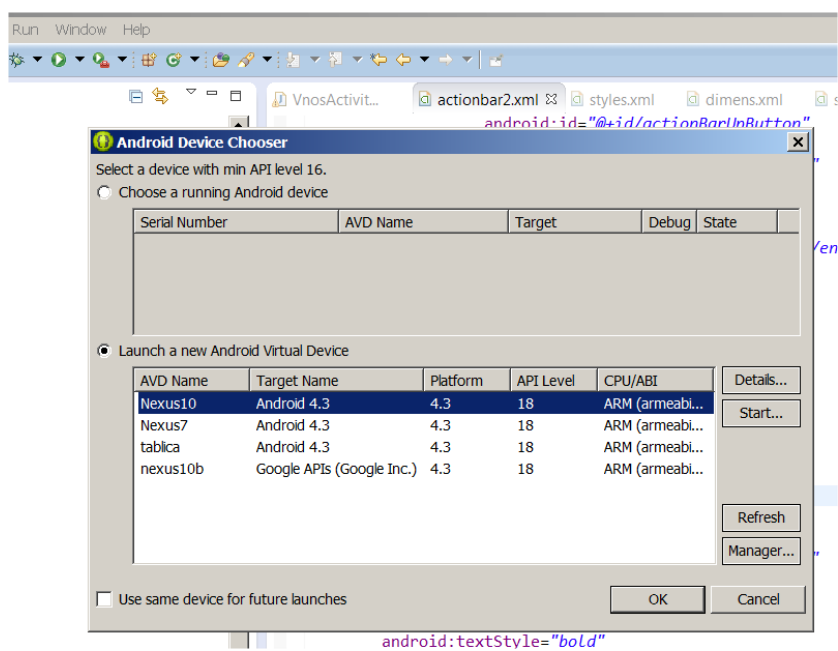 Run Window Help
VnosActivit... actionbar2.xml styles.xml dimens.xml
android:id="@+id/actionBarUpButton"
Android Device Chooser
Select a device with min API level 16.
Choose a running Android device
Serial Number AVD Name Target Debug State
/en
Launch a new Android Virtual Device
AVD Name Target Name Platform API Level CPU/ABI Details...
Nexus10 Android 4.3 4.3 18 ARM (armeabi... Start...
Nexus7 Android 4.3 4.3 18 ARM (armeabi...
tablica Android 4.3 4.3 18 ARM (armeabi...
nexus10b Google APIs (Google Inc.) 4.3 18 ARM (armeabi...
Refresh
Manager...
Use same device for future launches OK Cancel
android:textStyle="bold"